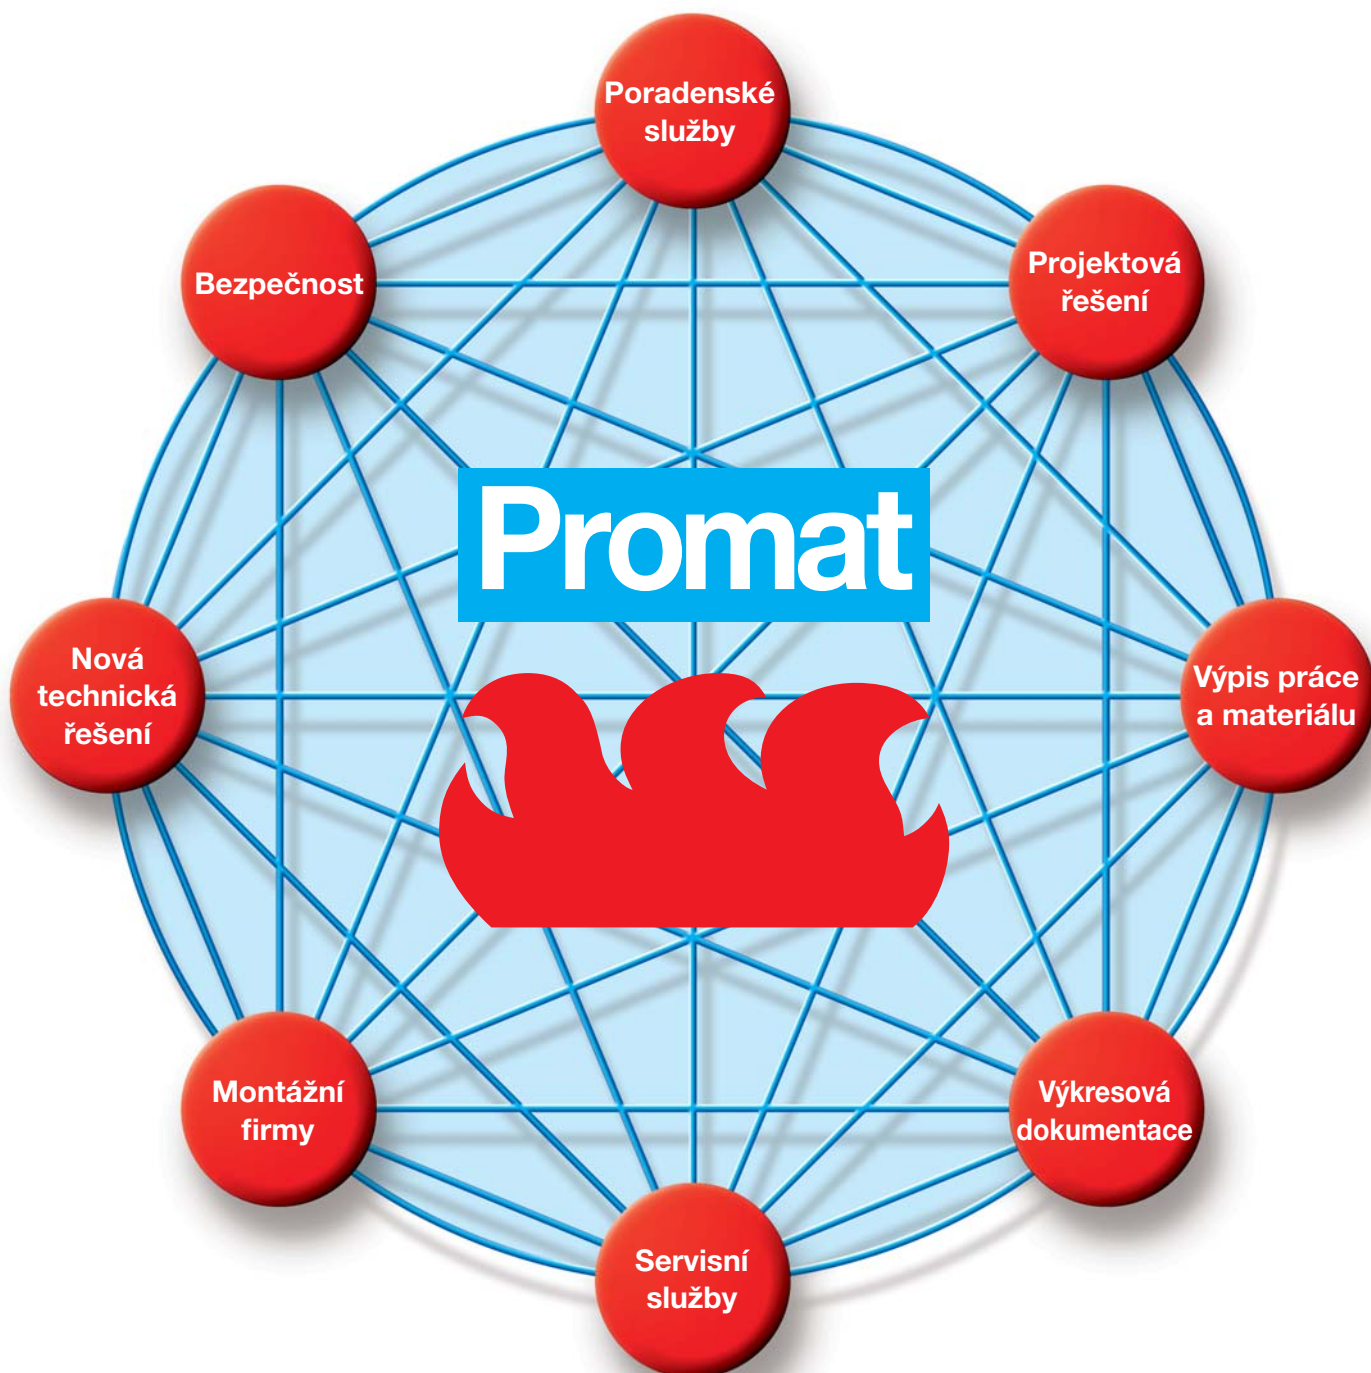 Poradenské
služby
Projektová
řešení
Bezpečnost
Promat
Nová
technická
řešení
Výpis práce
a materiálu
Montážní
firmy
Výkresová
dokumentace
Servisní
služby